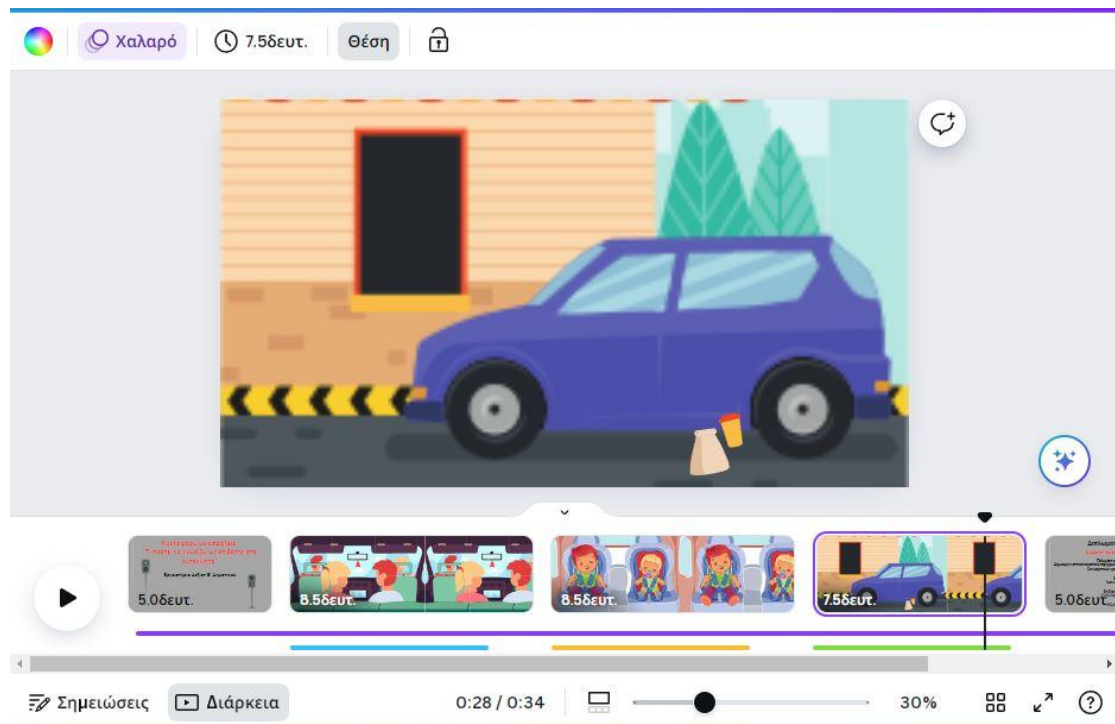 Χαλαρό
7.5δευτ.
Θέση
5.0δευτ.
8.5δευτ.
8.5δευτ.
7.5δευτ.
5.0δευτ.
Σημειώσεις
Διάρκεια
0:28 / 0:34
30%